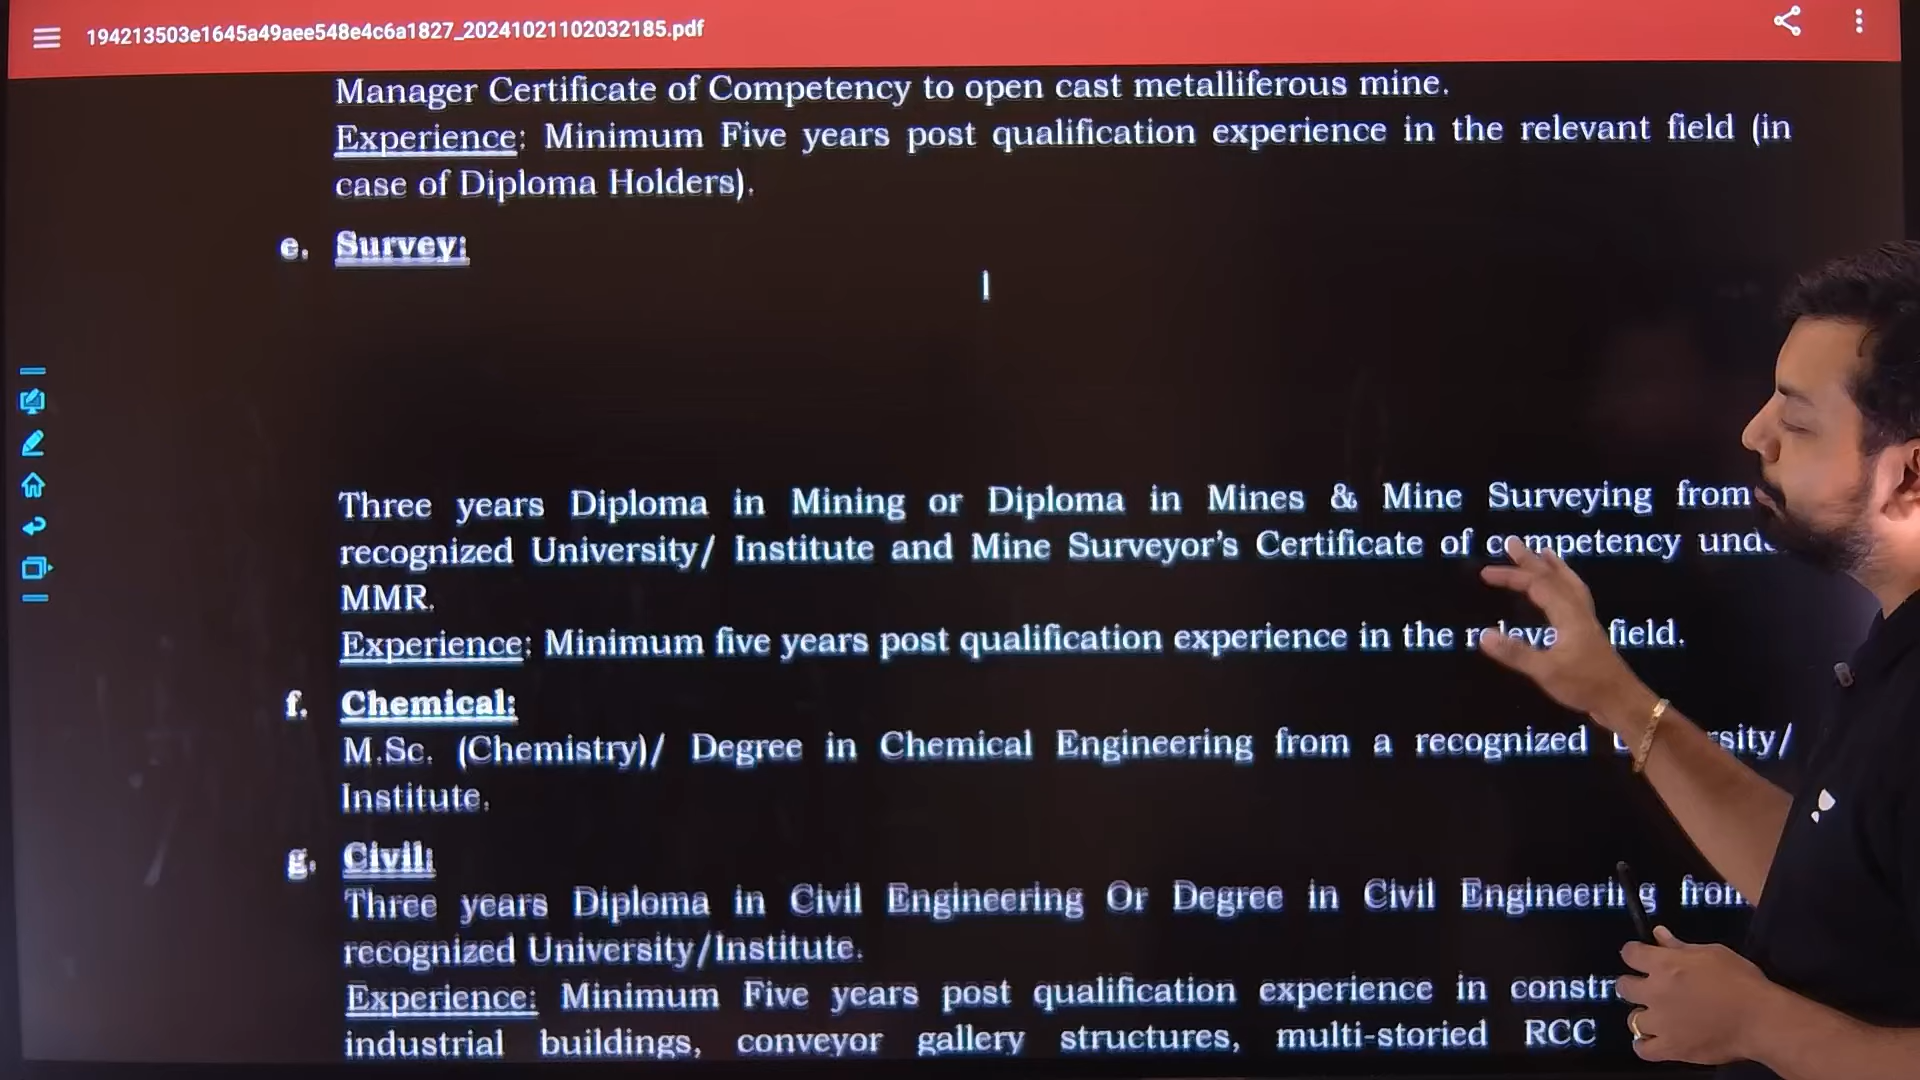 194213503e1645a49aee548e4c6a1827_20241021102032185.pdf
Manager Certificate of Competency to open cast metalliferous mine.
Experience: Minimum Five years post qualification experience in the relevant field (in
case of Diploma Holders).
e. Survey:
Three years Diploma in Mining or Diploma in Mines & Mine Surveying from
recognized University/ Institute and Mine Surveyor's Certificate of competency
MMR.
Experience: Minimum five years post qualification experience in the field.
f. Chemical:
M.Sc. (Chemistry)/ Degree in Chemical Engineering from a recognized
Institute.
g. Civil:
Three years Diploma in Civil Engineering Or Degree in Civil Engineering
recognized University/Institute.
Experience: Minimum Five years post qualification experience in
industrial buildings, conveyor gallery structures, multi-storied RCC